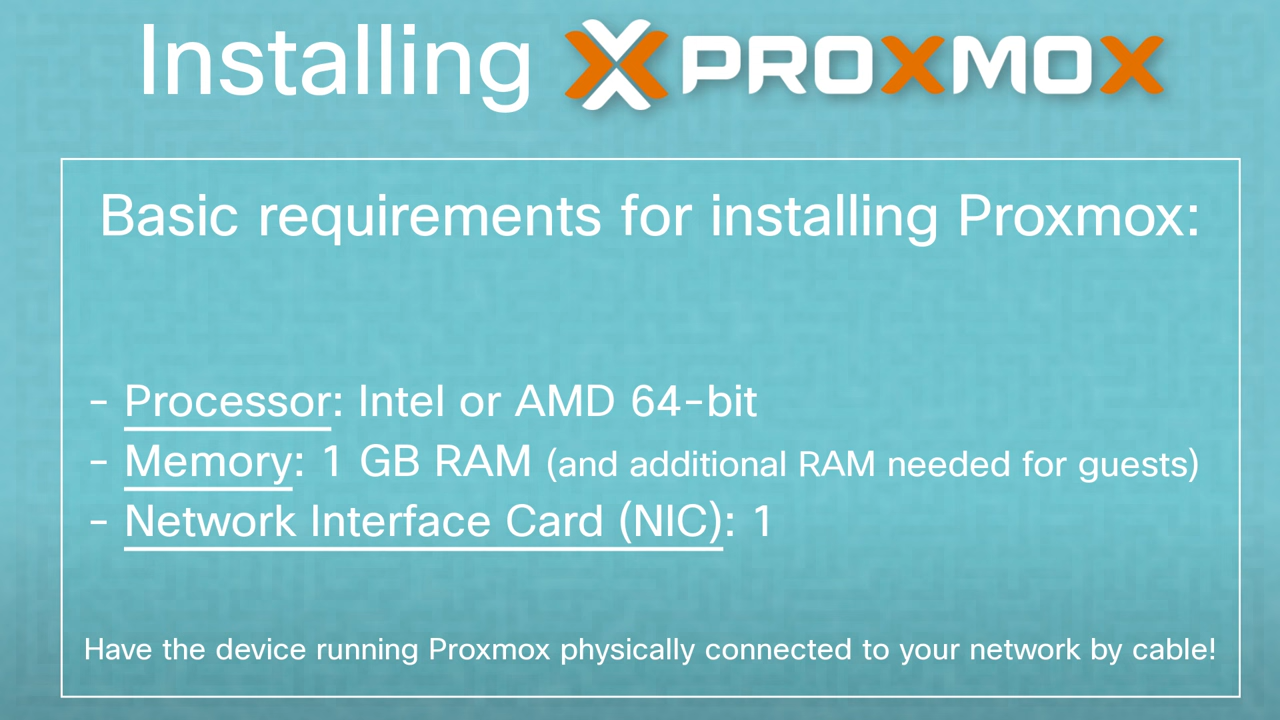 Installing PROXMOX
Basic requirements for installing Proxmox:
- Processor: Intel or AMD 64-bit
- Memory: 1 GB RAM (and additional RAM needed for guests)
- Network Interface Card (NIC): 1
Have the device running Proxmox physically connected to your network by cable!